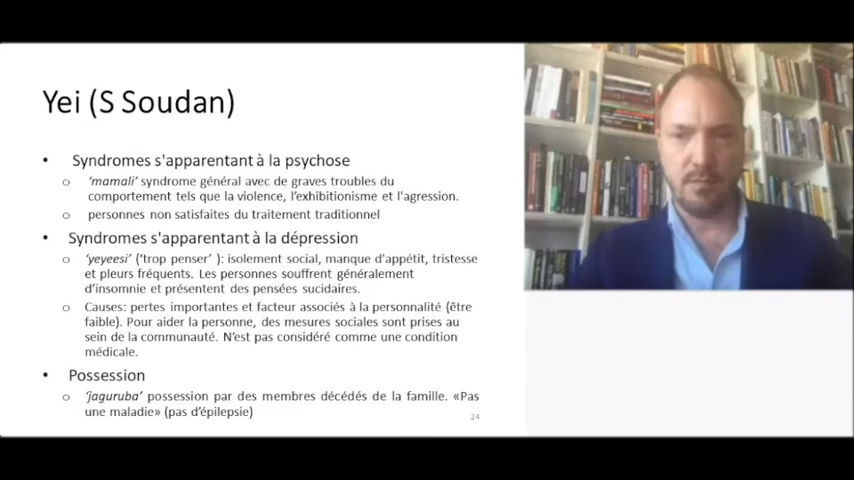 Yei (S Soudan)
• Syndromes s'apparentant à la psychose
o 'mamali' syndrome général avec de graves troubles du
comportement tels que la violence, l'exhibitionisme et l'agression.
o personnes non satisfaites du traitement traditionnel
• Syndromes s'apparentant à la dépression
o 'yeyeesi' ('trop penser' ): isolement social, manque d'appétit, tristesse
et pleurs fréquents. Les personnes souffrent généralement
d'insomnie et présentent des pensées sucidaires.
o Causes: pertes importantes et facteur associés à la personnalité (être
faible). Pour aider la personne, des mesures sociales sont prises au
sein de la communauté. N'est pas considéré comme une condition
médicale.
• Possession
o 'jaguruba' possession par des membres décédés de la famille. «Pas
une maladie» (pas d'épilepsie)
24